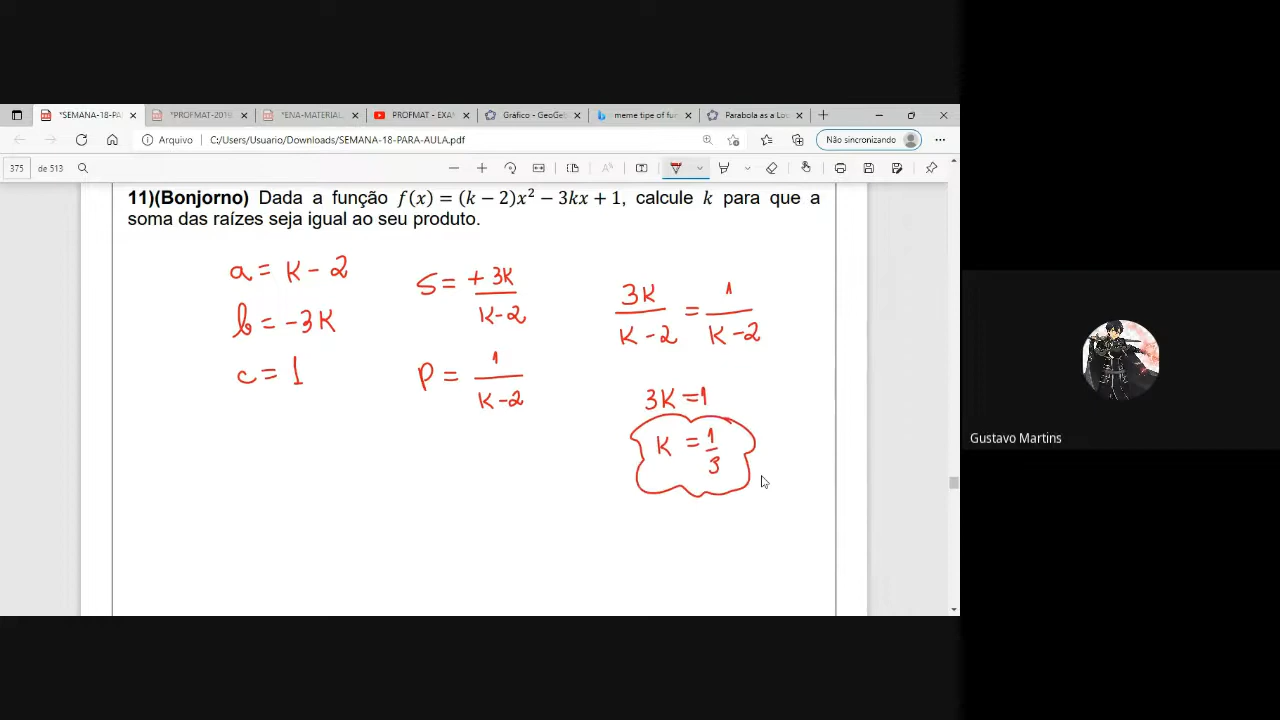 *SEMANA-18-PA
*PROFMAT-2019
*ENA-MATERIAL
PROFMAT - EXA
Gráfico - GeoGe
meme tipe of fu
Parabola as a Lo
Arquivo
C:/Users/Usuario/Downloads/SEMANA-18-PARA-AULA.pdf
Não sincronizando
375 de 513
11)(Bonjorno) Dada a função f(x) = (k − 2)x² − 3kx + 1, calcule k para que a
soma das raízes seja igual ao seu produto.
a = K - 2
b = -3K
c = 1
S = +3K/K-2
P = 1/K-2
3K/K-2 = 1/K-2
3K = 1
K = 1/3
Gustavo Martins